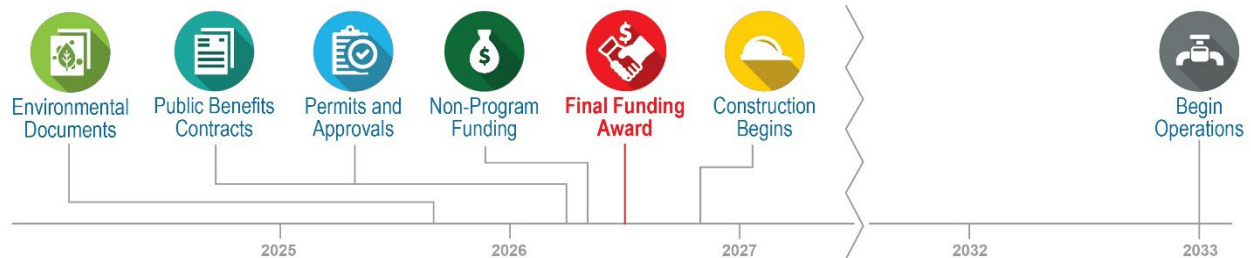 Environmental
Documents
Public Benefits
Contracts
Permits and
Approvals
Non-Program
Funding
Final Funding
Award
Construction
Begins
Begin
Operations
2025
2026
2027
2032
2033